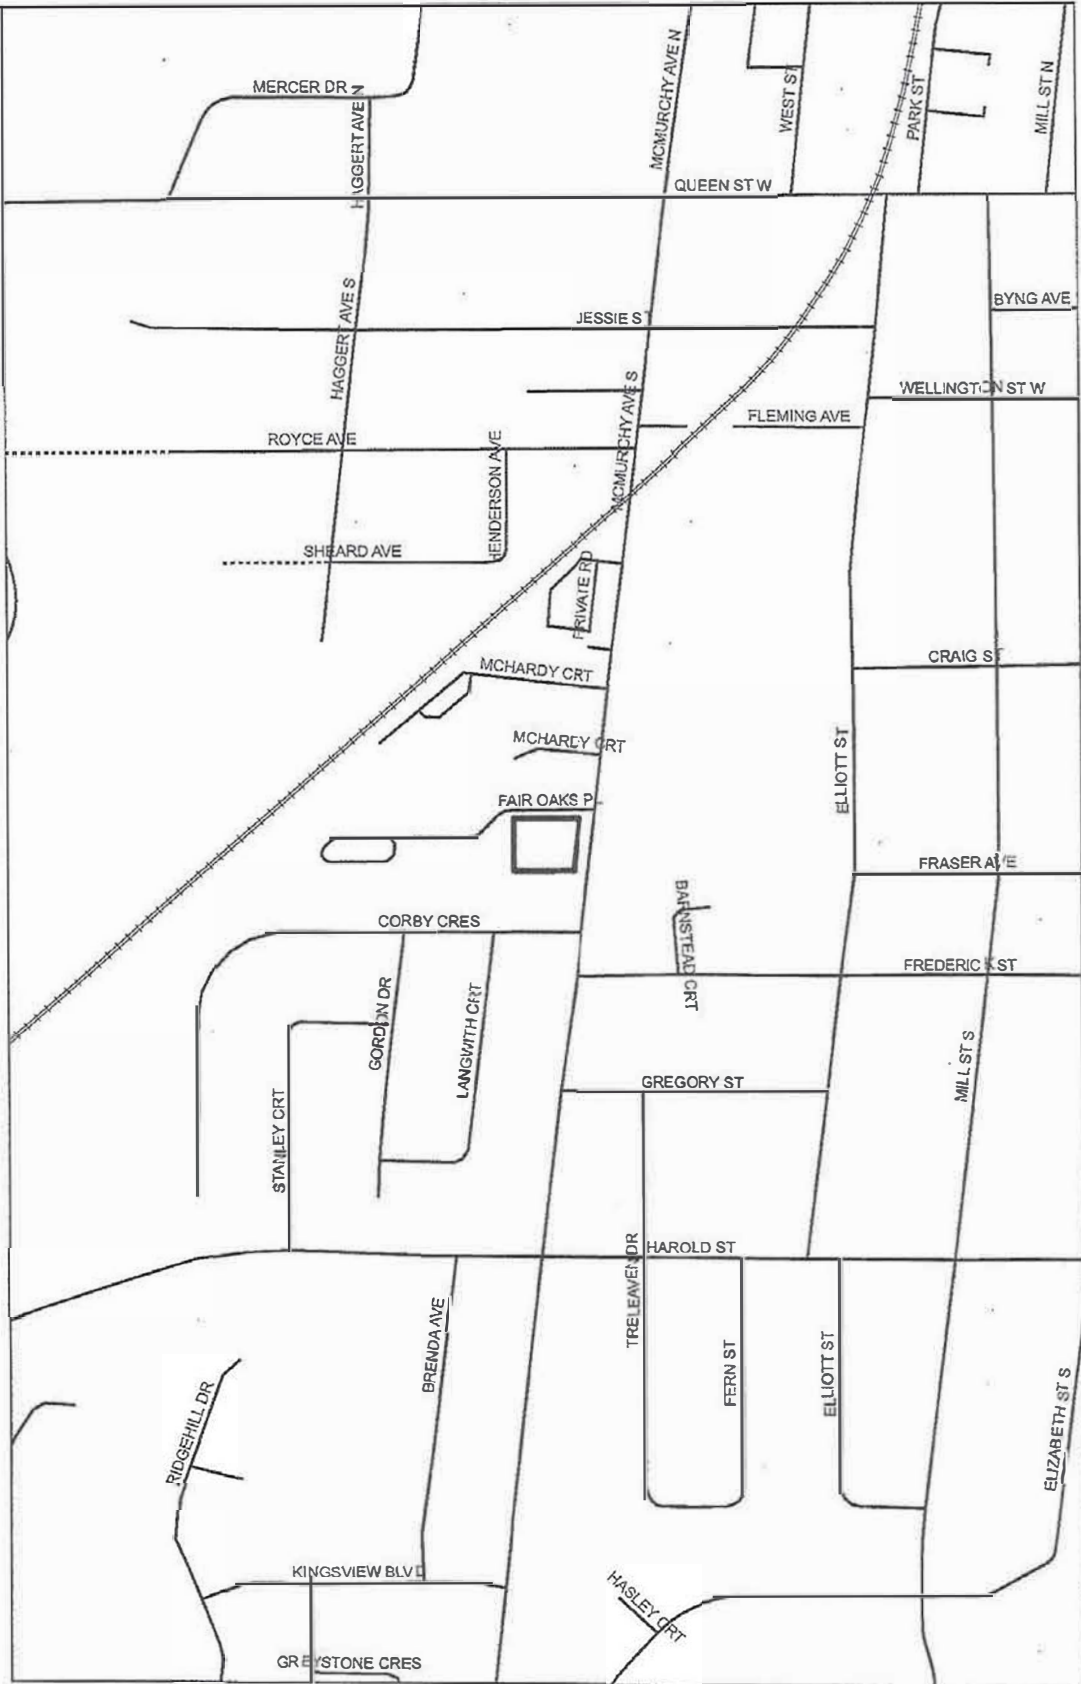 MERCER DR
HAGGERT AVE N
MCMURCHY AVE N
WEST ST
PARK ST
MILL ST N
QUEEN ST W
HAGGERT AVE S
JESSIE ST
BYNG AVE
MCMURCHY AVE S
WELLINGTON ST W
FLEMING AVE
ROYCE AVE
HENDERSON AVE
SHEARD AVE
PRIVATE RD
CRAIG ST
MCHARDY CRT
MCHARDY CRT
ELLIOTT ST
FAIR OAKS P
FRASER AVE
BARNSTEAD CRT
CORBY CRES
FREDERICK ST
GORDON DR
LANGWITH CRT
MILL ST S
GREGORY ST
STANLEY CRT
HAROLD ST
TRELEAVEN DR
BRENDA AVE
FERN ST
ELLIOTT ST
RIDGEHILL DR
ELIZABETH ST S
KINGSVIEW BLVD
HASLEY CRT
GREYSTONE CRES